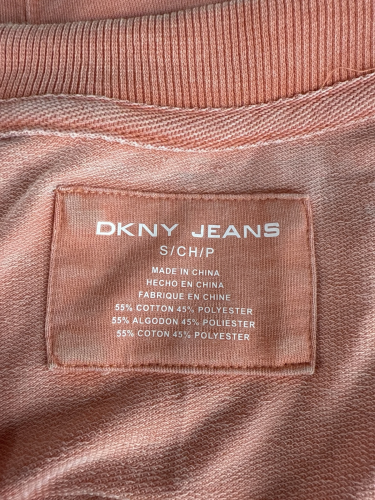 DKNY JEANS
S/CH/P
MADE IN CHINA
HECHO EN CHINA
FABRIQUE EN CHINE
55% COTTON 45% POLYESTER
55% ALGODON 45% POLIESTER
55% COTON 45% POLYESTER